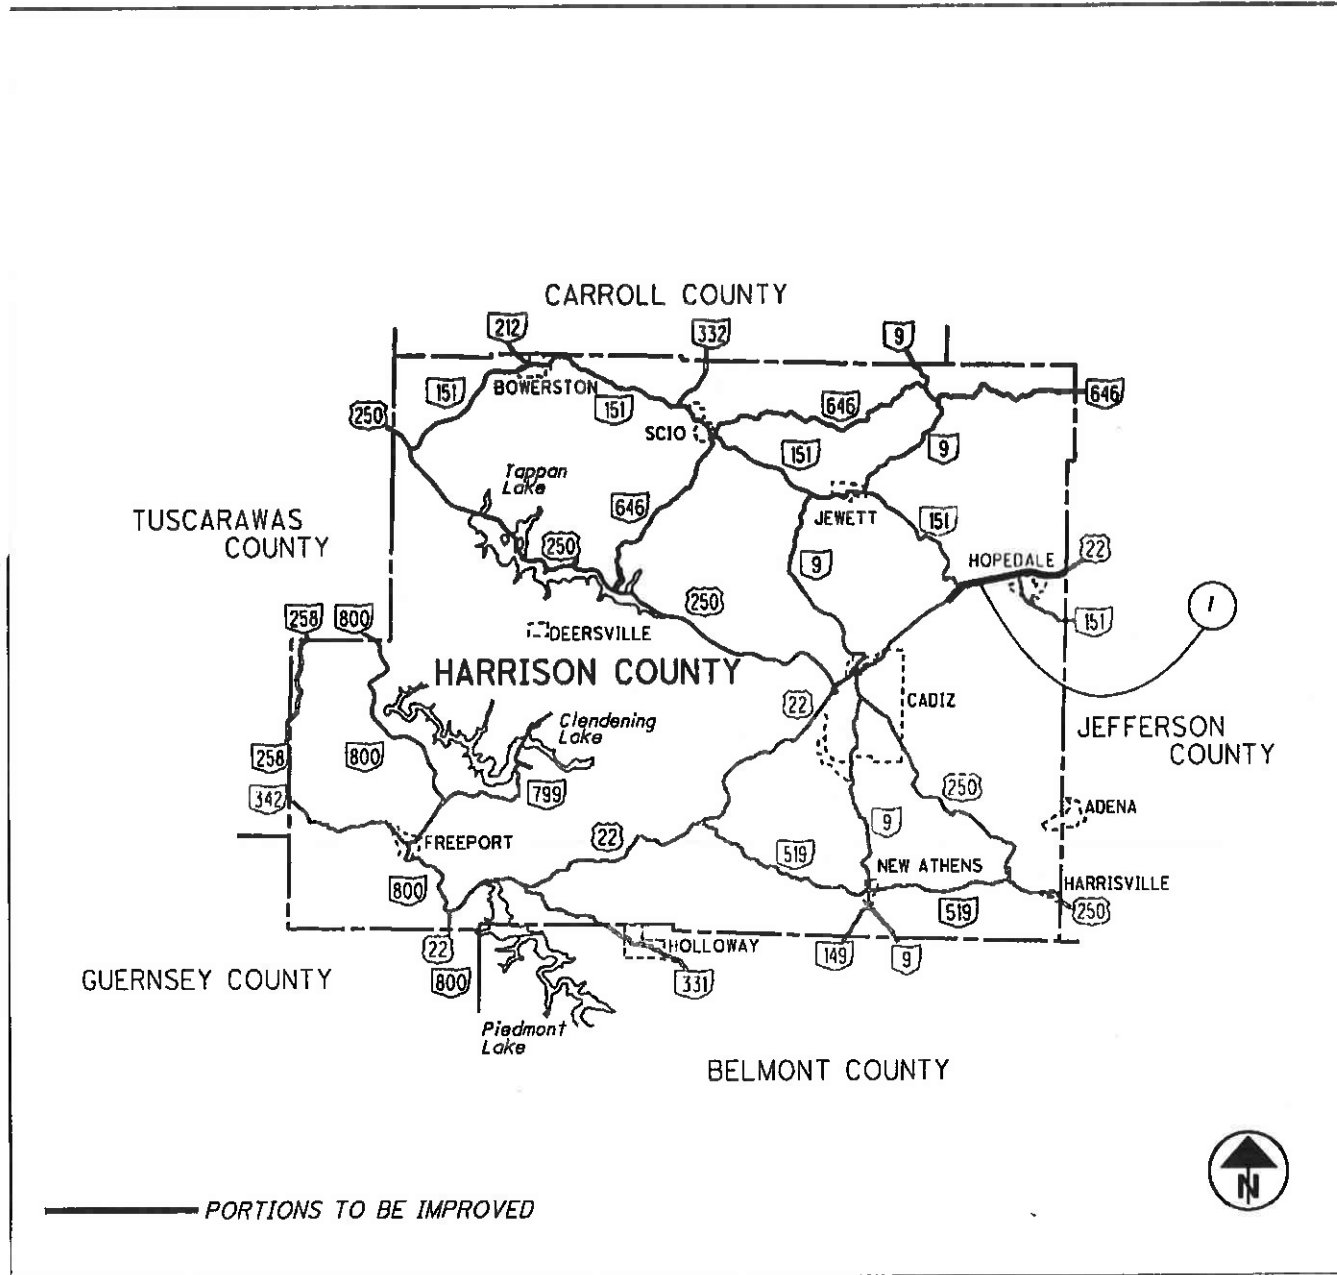 CARROLL COUNTY
212
332
9
151
BOWERSTON
151
646
646
250
SCIO
9
151
Tappan
Lake
646
JEWETT
151
TUSCARAWAS
COUNTY
250
9
HOPEDALE
22
250
1
258
800
DEERSVILLE
151
HARRISON COUNTY
22
CADIZ
Clendening
Lake
JEFFERSON
COUNTY
258
800
342
799
250
ADENA
FREEPORT
22
9
519
NEW ATHENS
800
HARRISVILLE
519
250
22
HOLLOWAY
149
9
GUERNSEY COUNTY
800
331
Piedmont
Lake
BELMONT COUNTY
N
PORTIONS TO BE IMPROVED